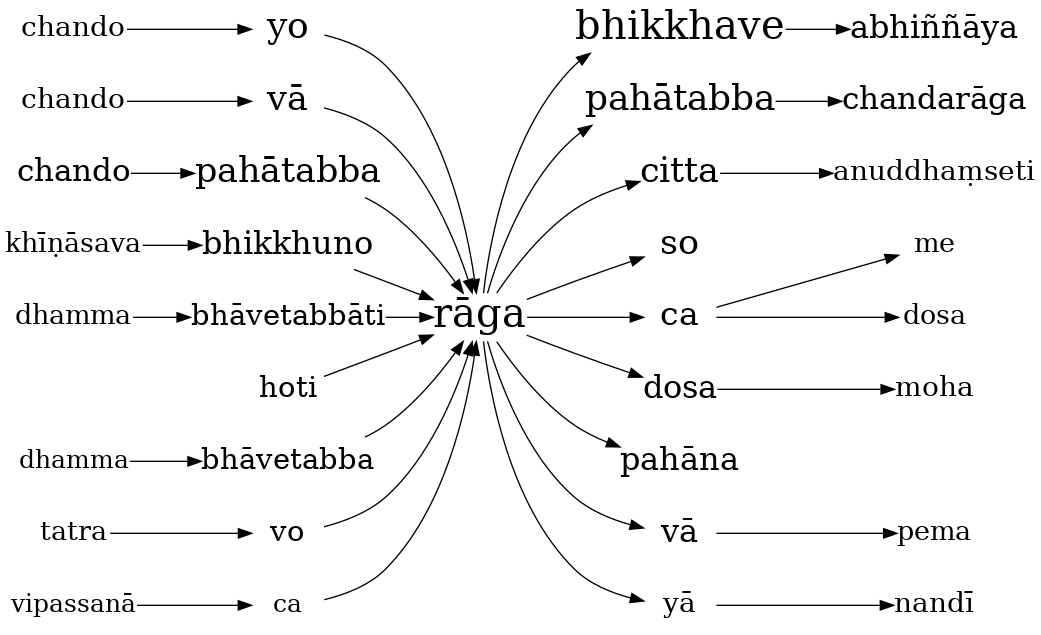 chando yo bhikkhave abhiññāya
chando vā pahātabba chandarāga
chando pahātabba citta anuddhaṃseti
khīṇāsava bhikkhuno so me
dhamma bhāvetabbāti rāga ca dosa
hoti dosa moha
dhamma bhāvetabba pahāna
tatra vo vā pema
vipassanā ca yā nandī